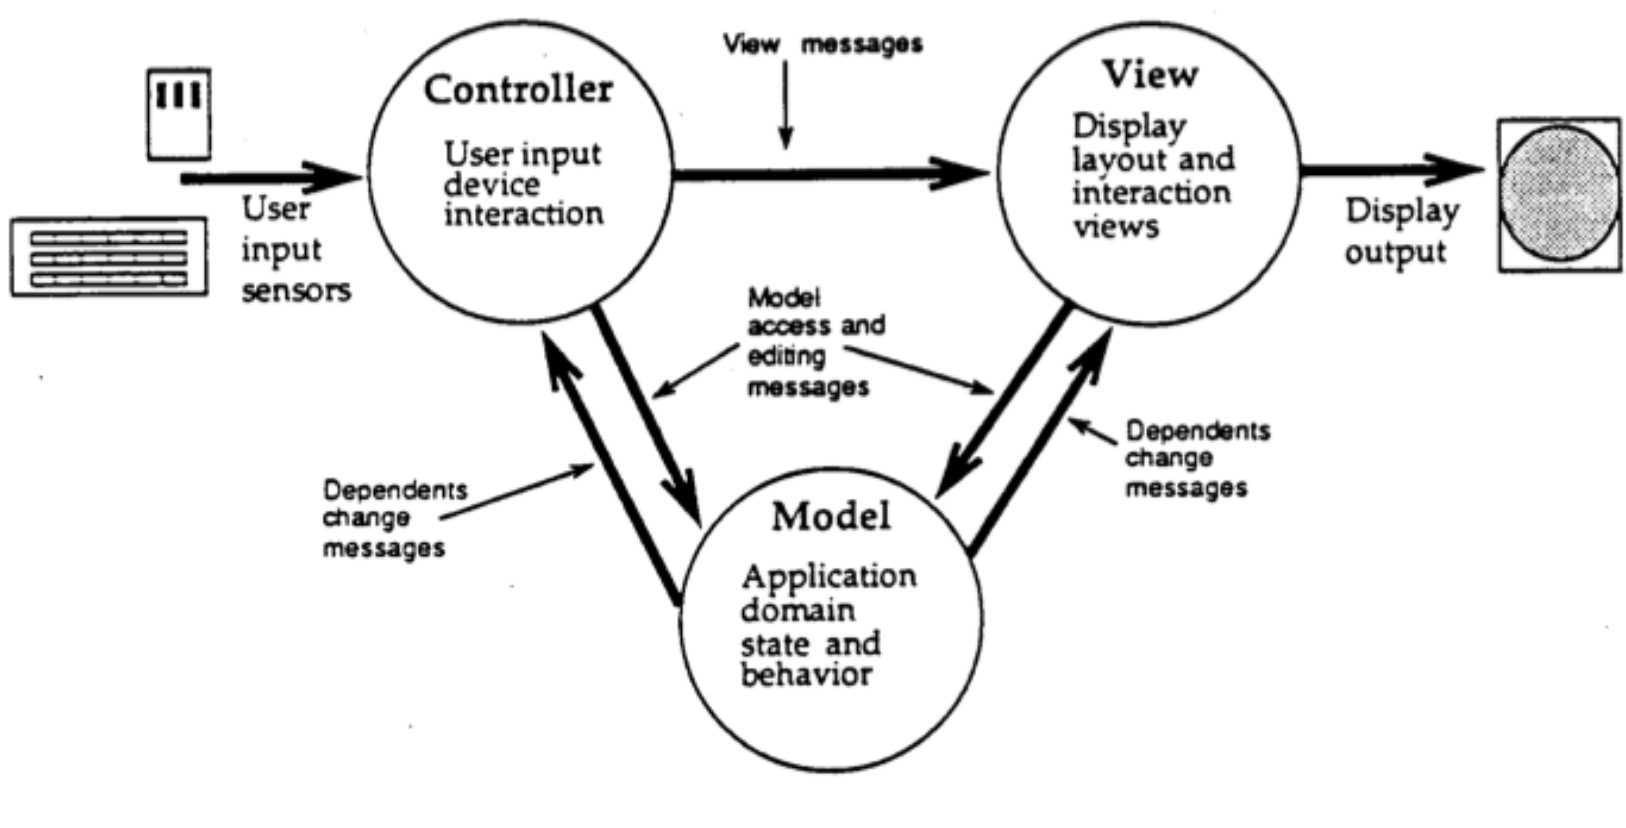 View messages
Controller
User input
device
interaction
View
Display
layout and
interaction
views
User
input
sensors
Display
output
Model
access and
editing
messages
Dependents
change
messages
Dependents
change
messages
Model
Application
domain
state and
behavior